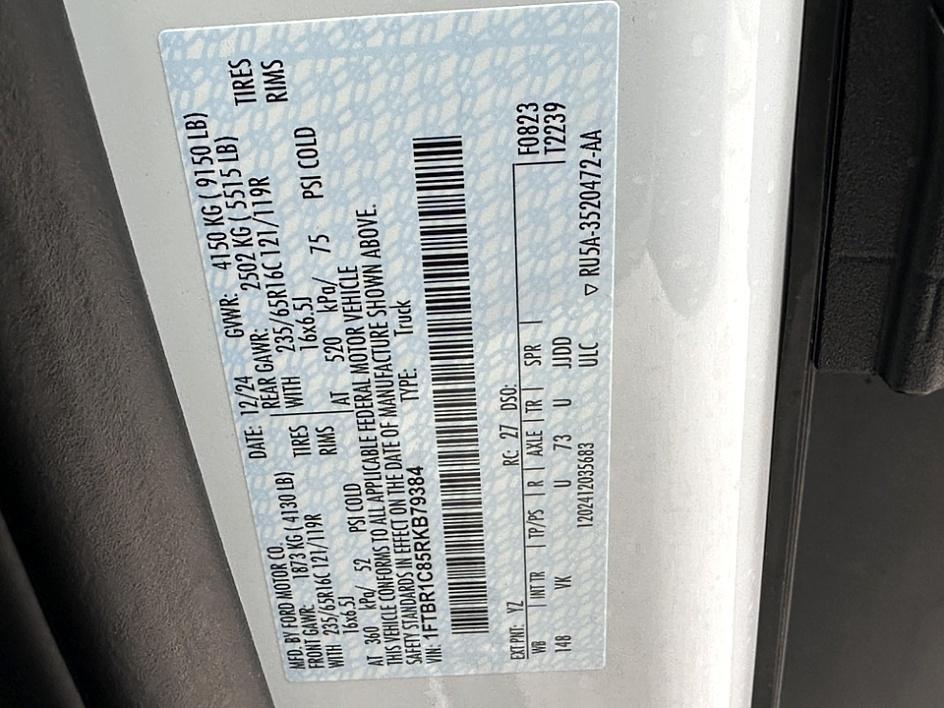 MFD. BY FORD MOTOR CO.
DATE: 12/24 GVWR: 4150 KG ( 9150 LB)
FRONT GAWR: 1873 KG ( 4130 LB) REAR GAWR: 2502 KG ( 5515 LB)
WITH 235/65R16C 121/119R TIRES WITH 235/65R16C 121/119R TIRES
16x6.5J RIMS 16x6.5J RIMS
AT 360 kPa/ 52 PSI COLD AT 520 kPa/ 75 PSI COLD
THIS VEHICLE CONFORMS TO ALL APPLICABLE FEDERAL MOTOR VEHICLE
SAFETY STANDARDS IN EFFECT ON THE DATE OF MANUFACTURE SHOWN ABOVE.
VIN: 1FTBR1C85RKB79384 TYPE: Truck
EXT PNT: YZ RC: 27 DSO: F0823
WB INT TR TP/PS R AXLE TR SPR T2239
148 VK U 73 U JJDD
120241203​5683 ULC ▽ RU5A-3520472-AA